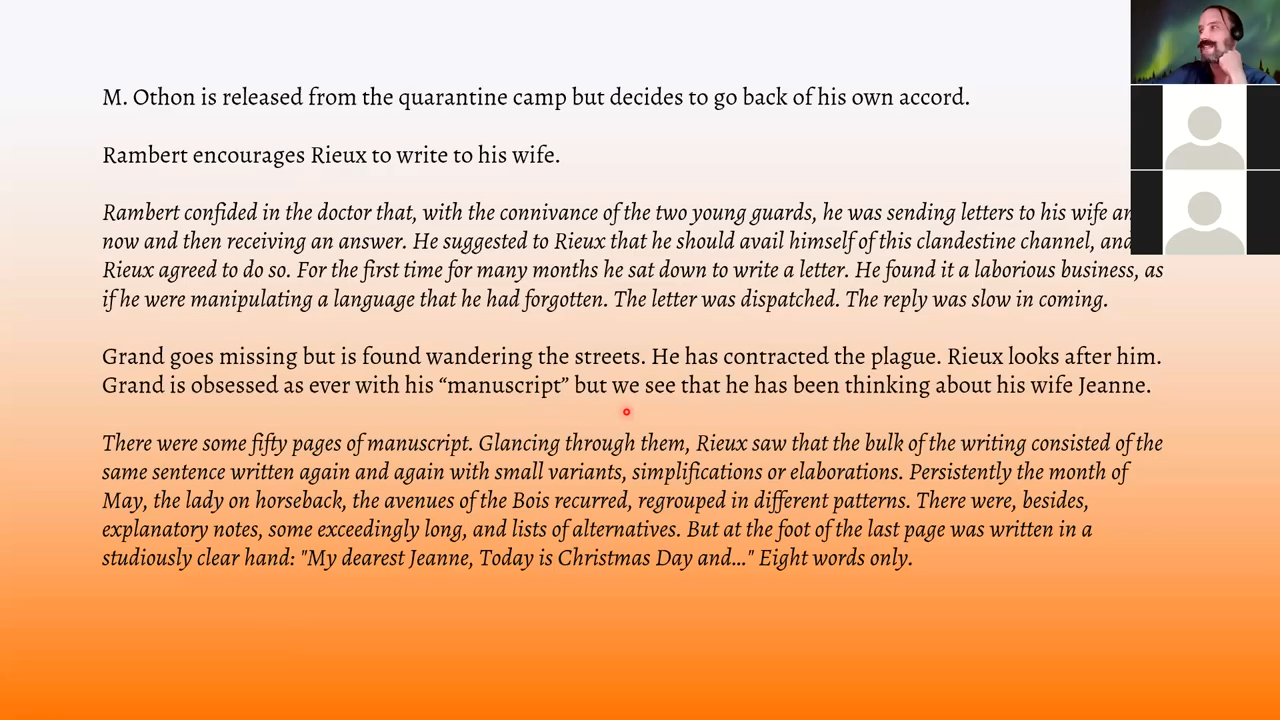 M. Othon is released from the quarantine camp but decides to go back of his own accord.
Rambert encourages Rieux to write to his wife.
Rambert confided in the doctor that, with the connivance of the two young guards, he was sending letters to his wife
now and then receiving an answer. He suggested to Rieux that he should avail himself of this clandestine channel, and
Rieux agreed to do so. For the first time for many months he sat down to write a letter. He found it a laborious business, as
if he were manipulating a language that he had forgotten. The letter was dispatched. The reply was slow in coming.
Grand goes missing but is found wandering the streets. He has contracted the plague. Rieux looks after him.
Grand is obsessed as ever with his “manuscript” but we see that he has been thinking about his wife Jeanne.
There were some fifty pages of manuscript. Glancing through them, Rieux saw that the bulk of the writing consisted of the
same sentence written again and again with small variants, simplifications or elaborations. Persistently the month of
May, the lady on horseback, the avenues of the Bois recurred, regrouped in different patterns. There were, besides,
explanatory notes, some exceedingly long, and lists of alternatives. But at the foot of the last page was written in a
studiously clear hand: "My dearest Jeanne, Today is Christmas Day and..." Eight words only.